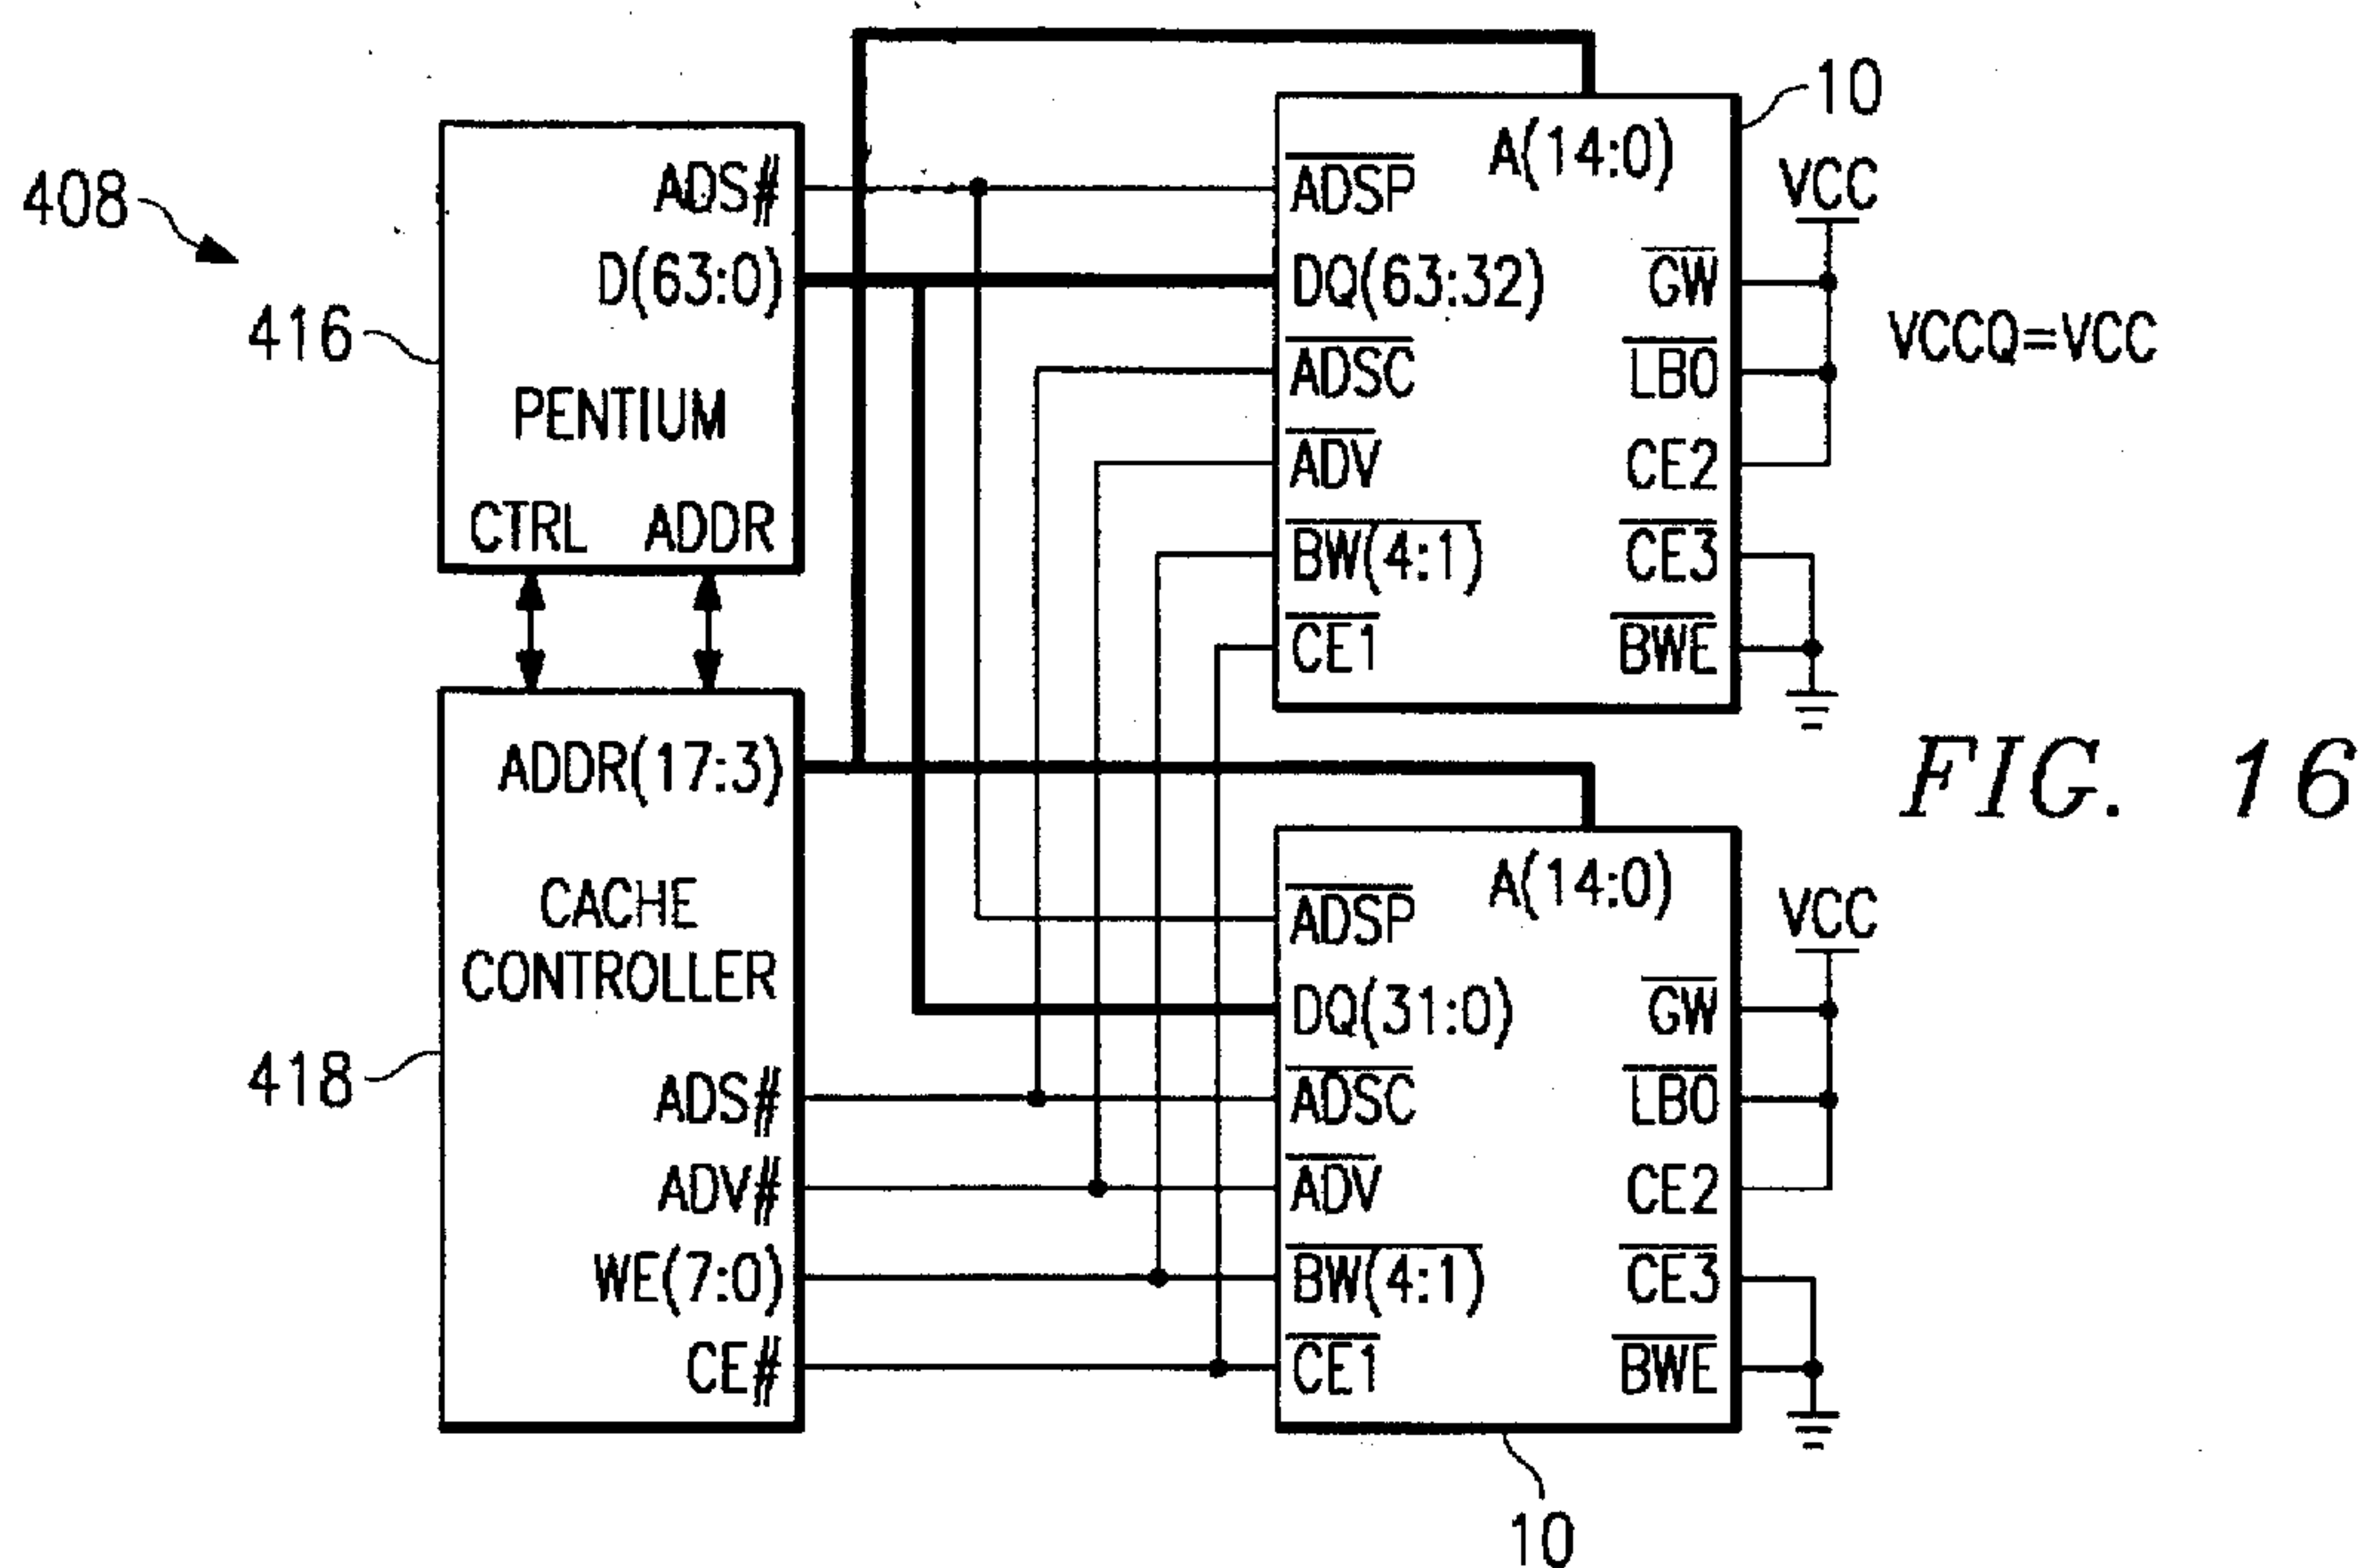 408
416
ADS#
D(63:0)
PENTIUM
CTRL ADDR
418
ADDR(17:3)
CACHE
CONTROLLER
ADS#
ADV#
WE(7:0)
CE#
10
A(14:0)
ADSP
DQ(63:32)
ADSC
ADV
BW(4:1)
CE1
GW
LBO
CE2
CE3
BWE
VCC
VCCQ=VCC
A(14:0)
ADSP
DQ(31:0)
ADSC
ADV
BW(4:1)
CE1
GW
LBO
CE2
CE3
BWE
VCC
10
FIG. 16